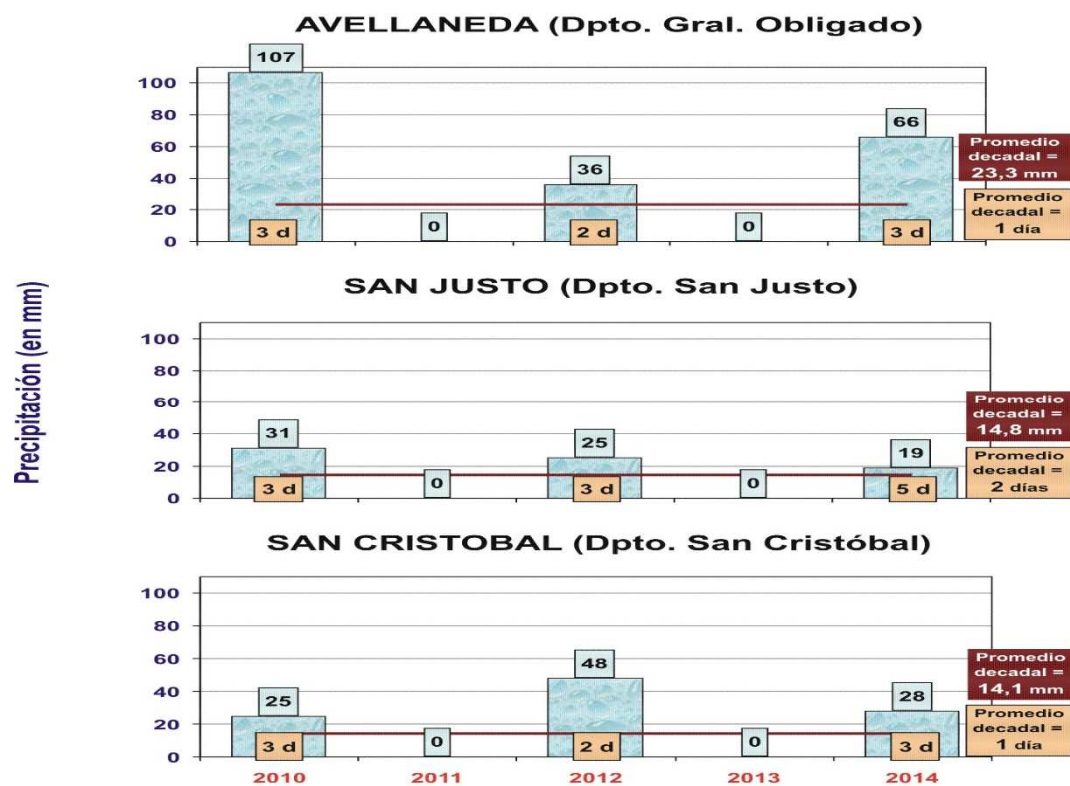 AVELLANEDA (Dpto. Gral. Obligado)
107
100
80
66
60
40
36
20
0
0
0
3 d
2 d
3 d
Promedio
decadal =
23,3 mm
Promedio
decadal =
1 día
Precipitación (en mm)
SAN JUSTO (Dpto. San Justo)
100
80
60
40
31
25
19
20
0
0
0
3 d
3 d
5 d
Promedio
decadal =
14,8 mm
Promedio
decadal =
2 días
SAN CRISTOBAL (Dpto. San Cristóbal)
100
80
60
48
40
25
28
20
0
0
0
3 d
2 d
3 d
Promedio
decadal =
14,1 mm
Promedio
decadal =
1 día
2010 2011 2012 2013 2014